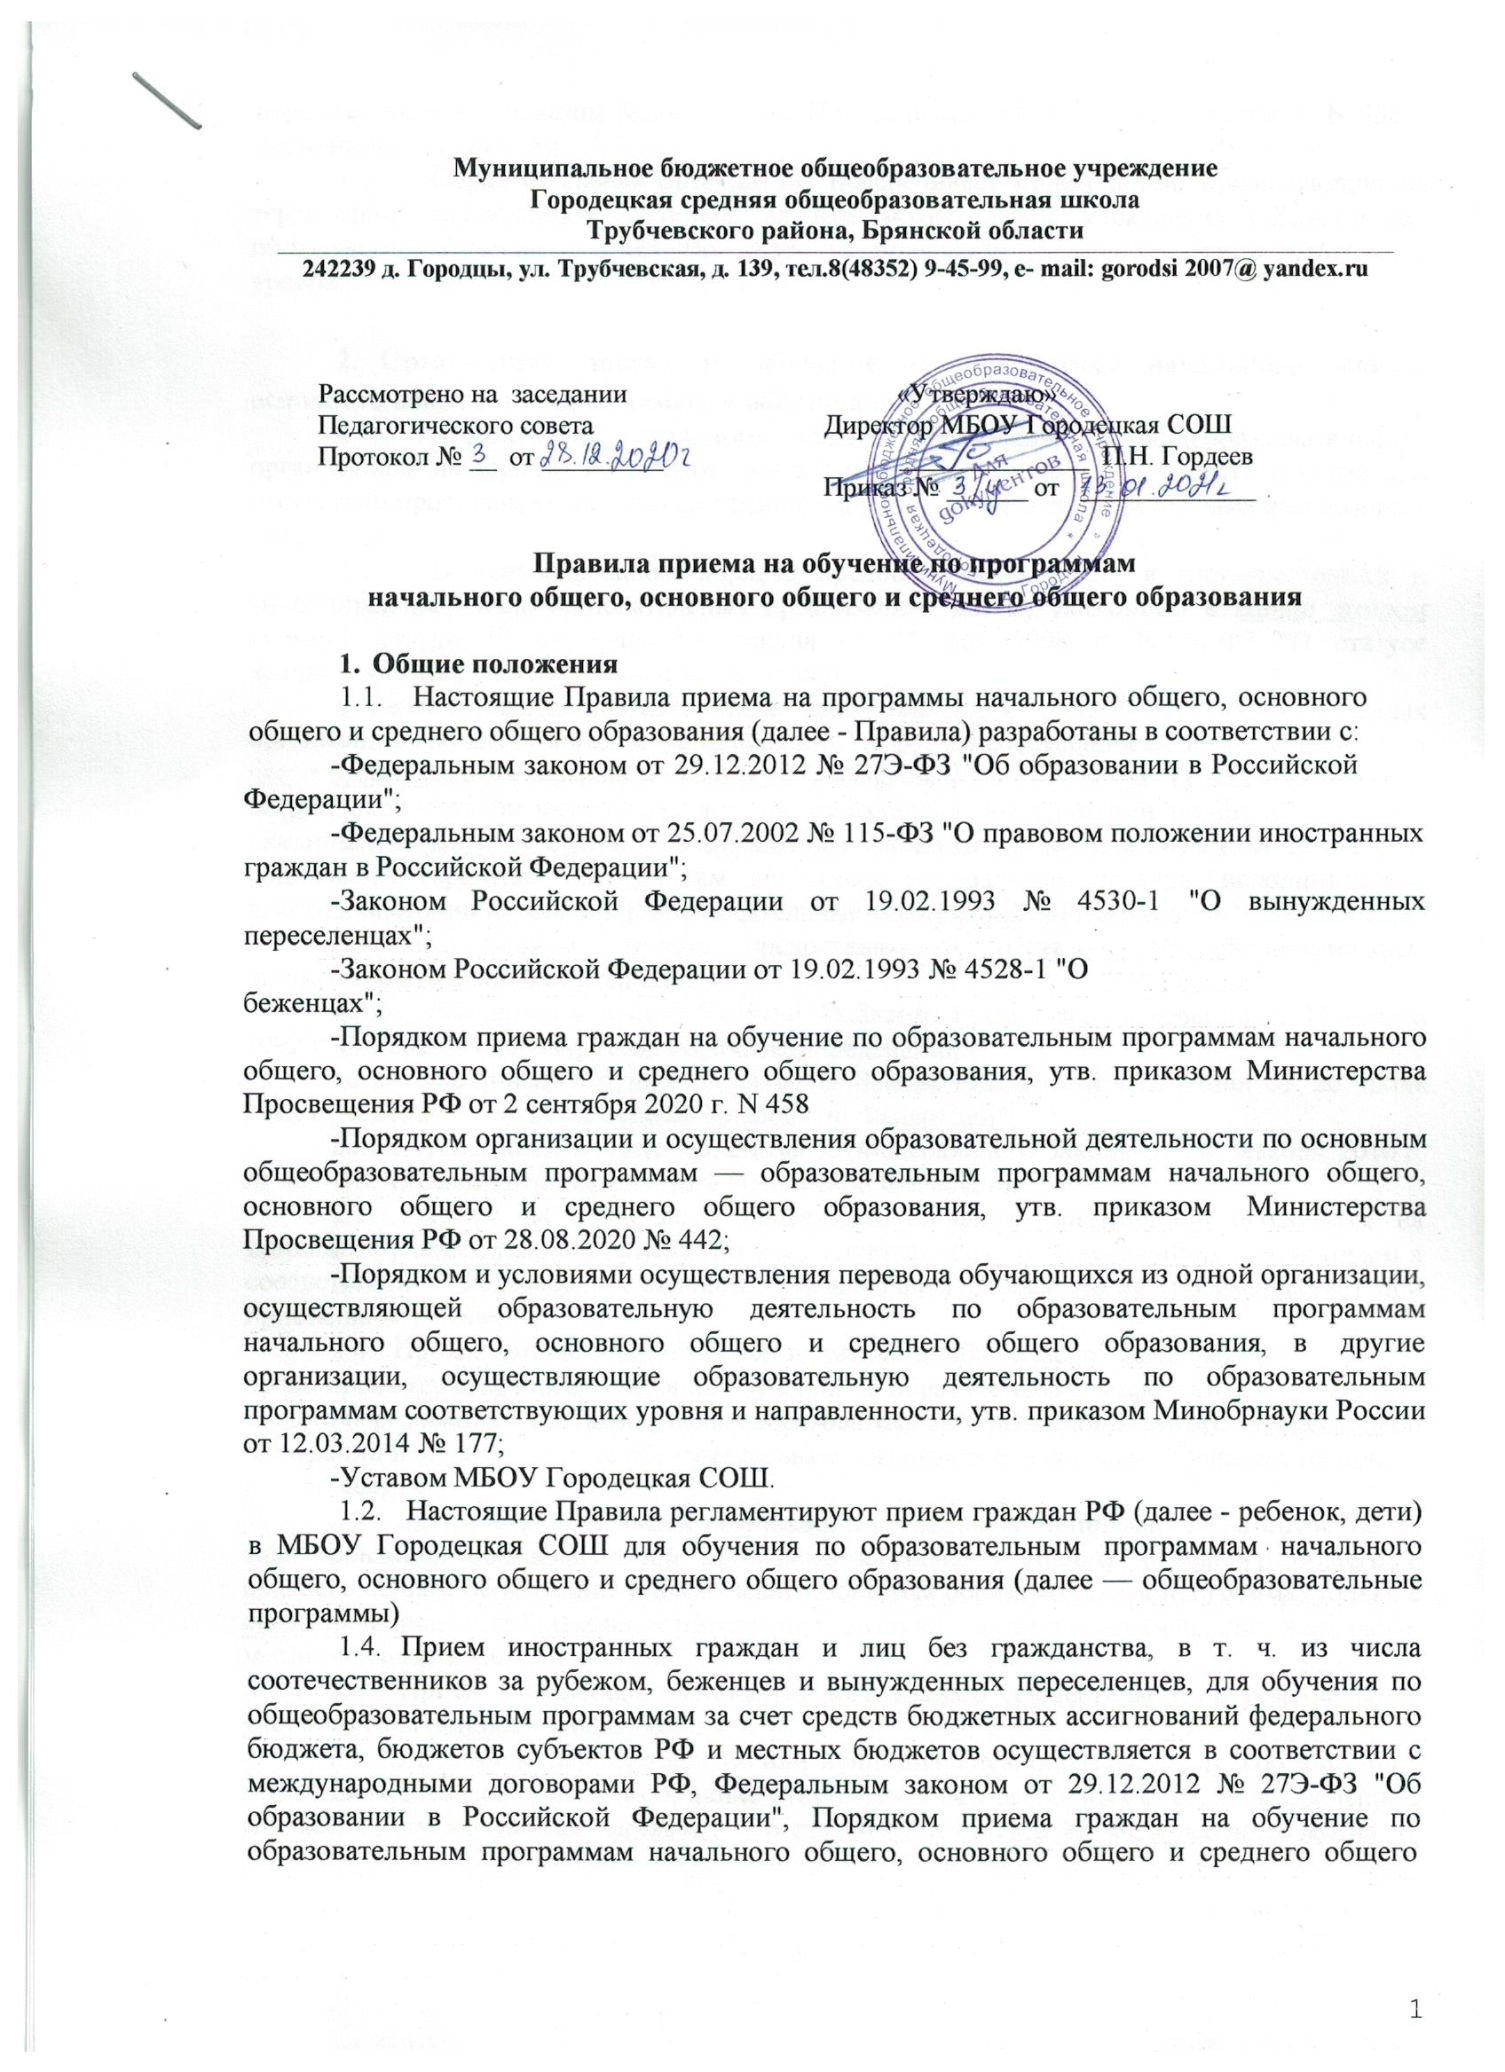 Муниципальное бюджетное общеобразовательное учреждение
Городецкая средняя общеобразовательная школа
Трубчевского района, Брянской области
242239 д. Городцы, ул. Трубчевская, д. 139, тел.8(48352) 9-45-99, e- mail: gorodsi 2007@ yandex.ru
Рассмотрено на заседании
Педагогического совета
Протокол № 3 от 28.12.2020г
«Утверждаю»
Директор МБОУ Городецкая СОШ
П.Н. Гордеев
Приказ № 3/у от 13.01.2021г
Для
документов
Правила приема на обучение по программам
начального общего, основного общего и среднего общего образования
1. Общие положения
1.1. Настоящие Правила приема на программы начального общего, основного
общего и среднего общего образования (далее - Правила) разработаны в соответствии с:
-Федеральным законом от 29.12.2012 № 27Э-ФЗ "Об образовании в Российской
Федерации";
-Федеральным законом от 25.07.2002 № 115-ФЗ "О правовом положении иностранных
граждан в Российской Федерации";
-Законом Российской Федерации от 19.02.1993 № 4530-1 "О вынужденных
переселенцах";
-Законом Российской Федерации от 19.02.1993 № 4528-1 "О
беженцах";
-Порядком приема граждан на обучение по образовательным программам начального
общего, основного общего и среднего общего образования, утв. приказом Министерства
Просвещения РФ от 2 сентября 2020 г. N 458
-Порядком организации и осуществления образовательной деятельности по основным
общеобразовательным программам — образовательным программам начального общего,
основного общего и среднего общего образования, утв. приказом Министерства
Просвещения РФ от 28.08.2020 № 442;
-Порядком и условиями осуществления перевода обучающихся из одной организации,
осуществляющей образовательную деятельность по образовательным программам
начального общего, основного общего и среднего общего образования, в другие
организации, осуществляющие образовательную деятельность по образовательным
программам соответствующих уровня и направленности, утв. приказом Минобрнауки России
от 12.03.2014 № 177;
-Уставом МБОУ Городецкая СОШ.
1.2. Настоящие Правила регламентируют прием граждан РФ (далее - ребенок, дети)
в МБОУ Городецкая СОШ для обучения по образовательным программам начального
общего, основного общего и среднего общего образования (далее — общеобразовательные
программы)
1.4. Прием иностранных граждан и лиц без гражданства, в т. ч. из числа
соотечественников за рубежом, беженцев и вынужденных переселенцев, для обучения по
общеобразовательным программам за счет средств бюджетных ассигнований федерального
бюджета, бюджетов субъектов РФ и местных бюджетов осуществляется в соответствии с
международными договорами РФ, Федеральным законом от 29.12.2012 № 27Э-ФЗ "Об
образовании в Российской Федерации", Порядком приема граждан на обучение по
образовательным программам начального общего, основного общего и среднего общего
1